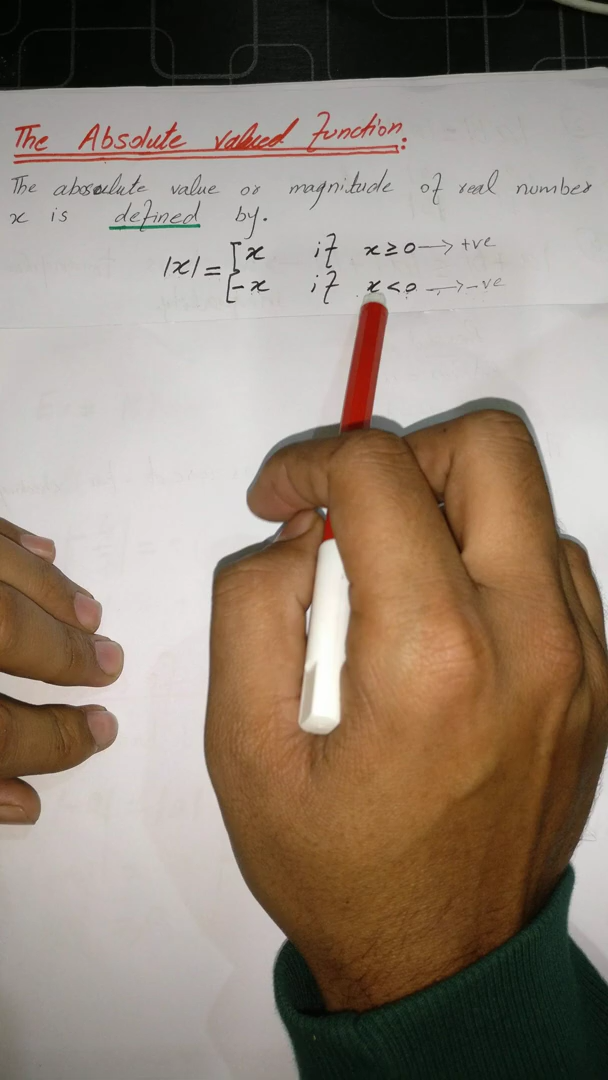 The Absolute valued function:
The absoulute value or magnitude of real number
x is defined by.
|x| = [ x if x ≥ 0 → +ve
[ -x if x < 0 → -ve